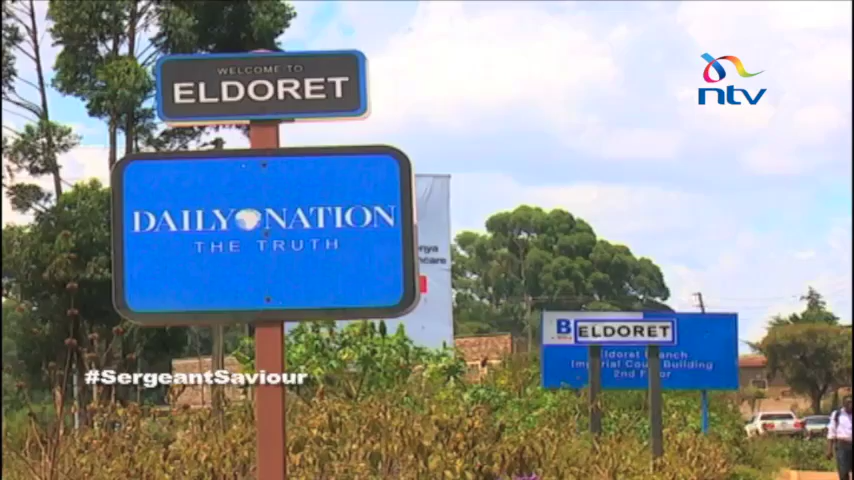 WELCOME TO
ELDORET
ntv
DAILY NATION
THE TRUTH
B
ELDORET
Eldoret Branch
Imperial Court Building
2nd Floor
#SergeantSaviour